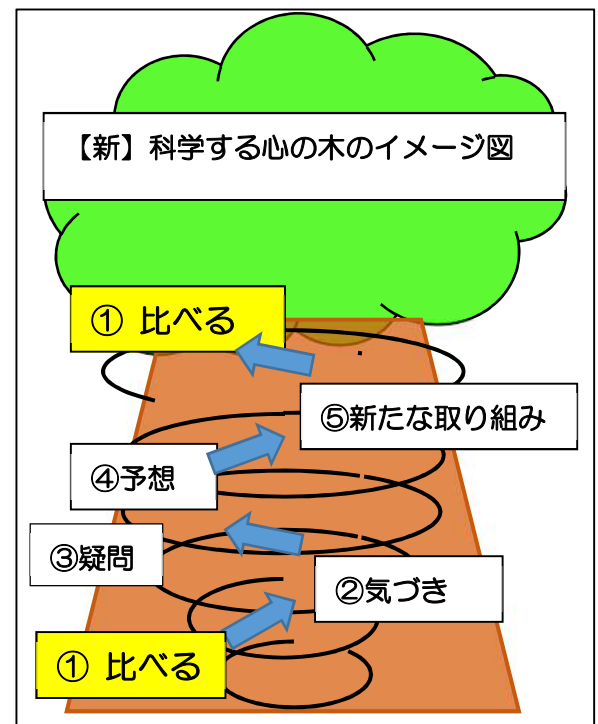 【新】科学する心の木のイメージ図
① 比べる
⑤新たな取り組み
④予想
③疑問
②気づき
① 比べる